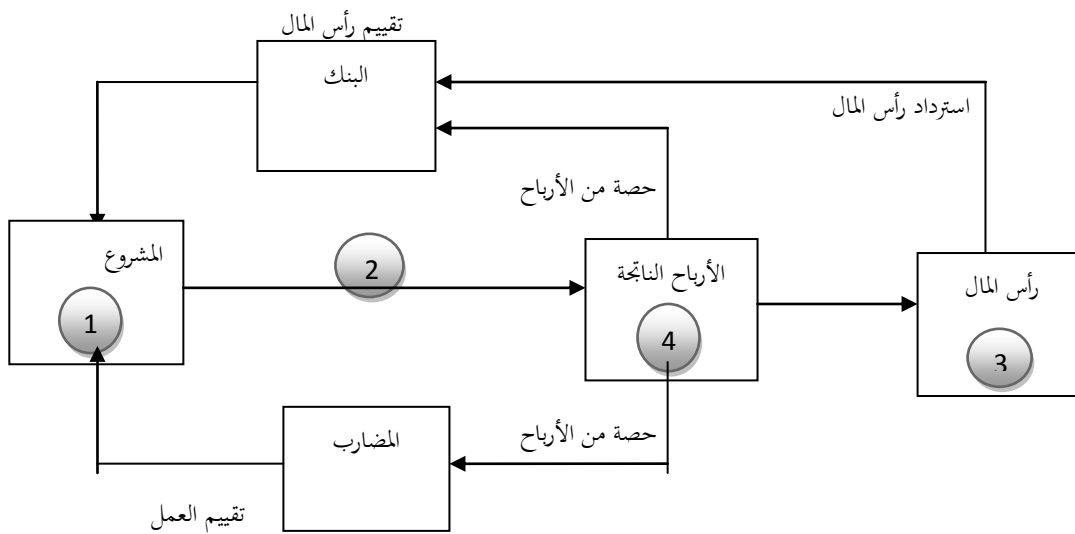 تقييم رأس المال
البنك
استرداد رأس المال
حصة من الأرباح
المشروع
2
الأرباح الناتجة
رأس المال
1
4
3
المضارب
حصة من الأرباح
تقييم العمل